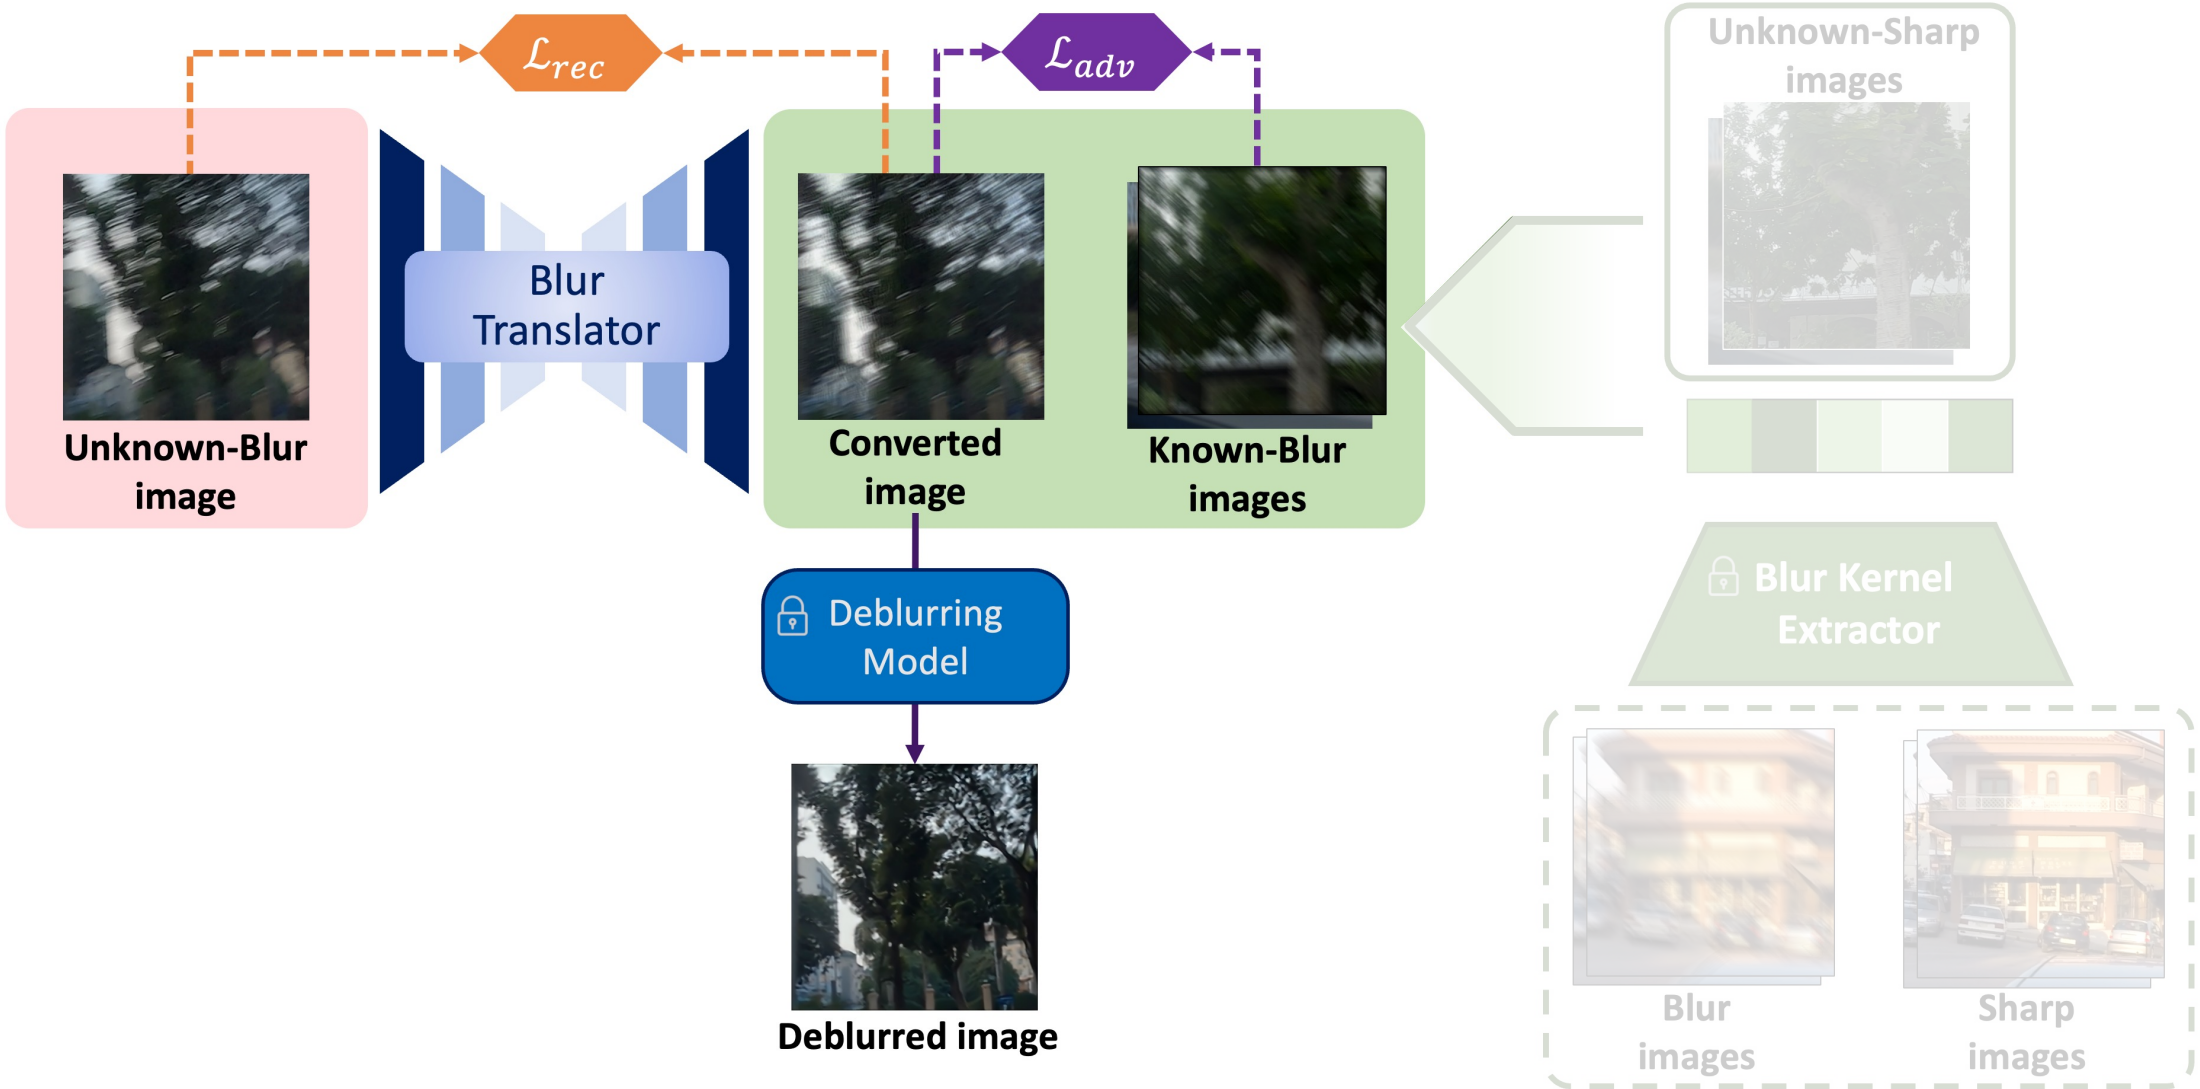 ℒrec
ℒadv
Unknown-Sharp
images
Blur
Translator
Unknown-Blur
image
Converted
image
Known-Blur
images
Deblurring
Model
Blur Kernel
Extractor
Deblurred image
Blur
images
Sharp
images